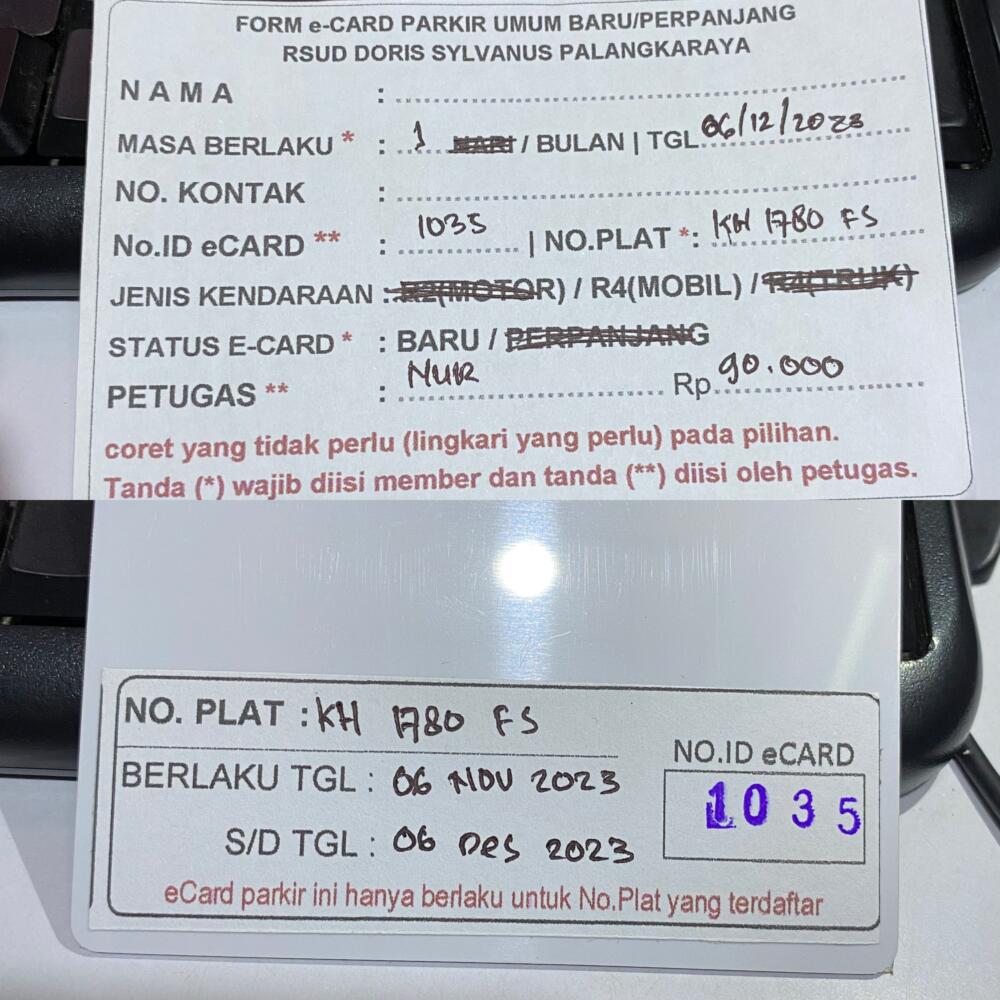 FORM e-CARD PARKIR UMUM BARU/PERPANJANG
RSUD DORIS SYLVANUS PALANGKARAYA
NAMA :
MASA BERLAKU * : 1 HARI / BULAN | TGL 06/12/2023
NO. KONTAK :
No.ID eCARD ** : 1035 | NO.PLAT *: KH 1780 FS
JENIS KENDARAAN : R2(MOTOR) / R4(MOBIL) / R4(TRUK)
STATUS E-CARD * : BARU / PERPANJANG
PETUGAS ** : NUR Rp 90.000
coret yang tidak perlu (lingkari yang perlu) pada pilihan.
Tanda (*) wajib diisi member dan tanda (**) diisi oleh petugas.
NO. PLAT : KH 1780 FS
BERLAKU TGL : 06 NOV 2023
S/D TGL : 06 Des 2023
NO.ID eCARD
1035
eCard parkir ini hanya berlaku untuk No.Plat yang terdaftar